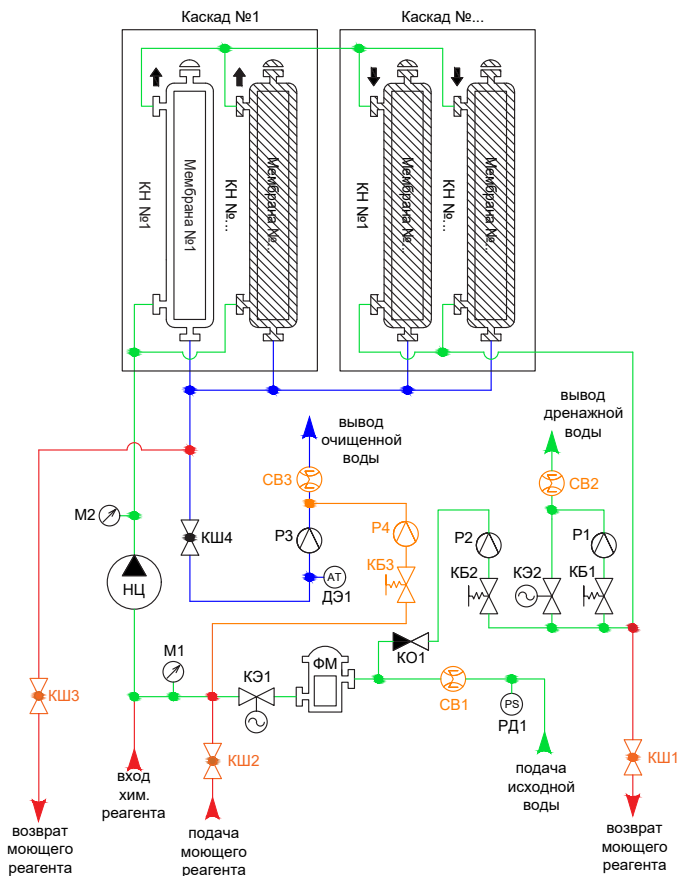 Каскад №1
Каскад №...
КН №1
Мембрана №1
КН №...
Мембрана №...
КН №1
Мембрана №...
КН №...
Мембрана №...
вывод
очищенной
воды
вывод
дренажной
воды
СВ3
СВ2
М2
КШ4
Р3
Р4
Р2
Р1
КБ3
КБ2
КЭ2
КБ1
НЦ
AT
ДЭ1
М1
КЭ1
ФМ
КО1
КШ3
СВ1
PS
РД1
КШ2
КШ1
вход
хим.
реагента
подача
исходной
воды
возврат
моющего
реагента
подача
моющего
реагента
возврат
моющего
реагента